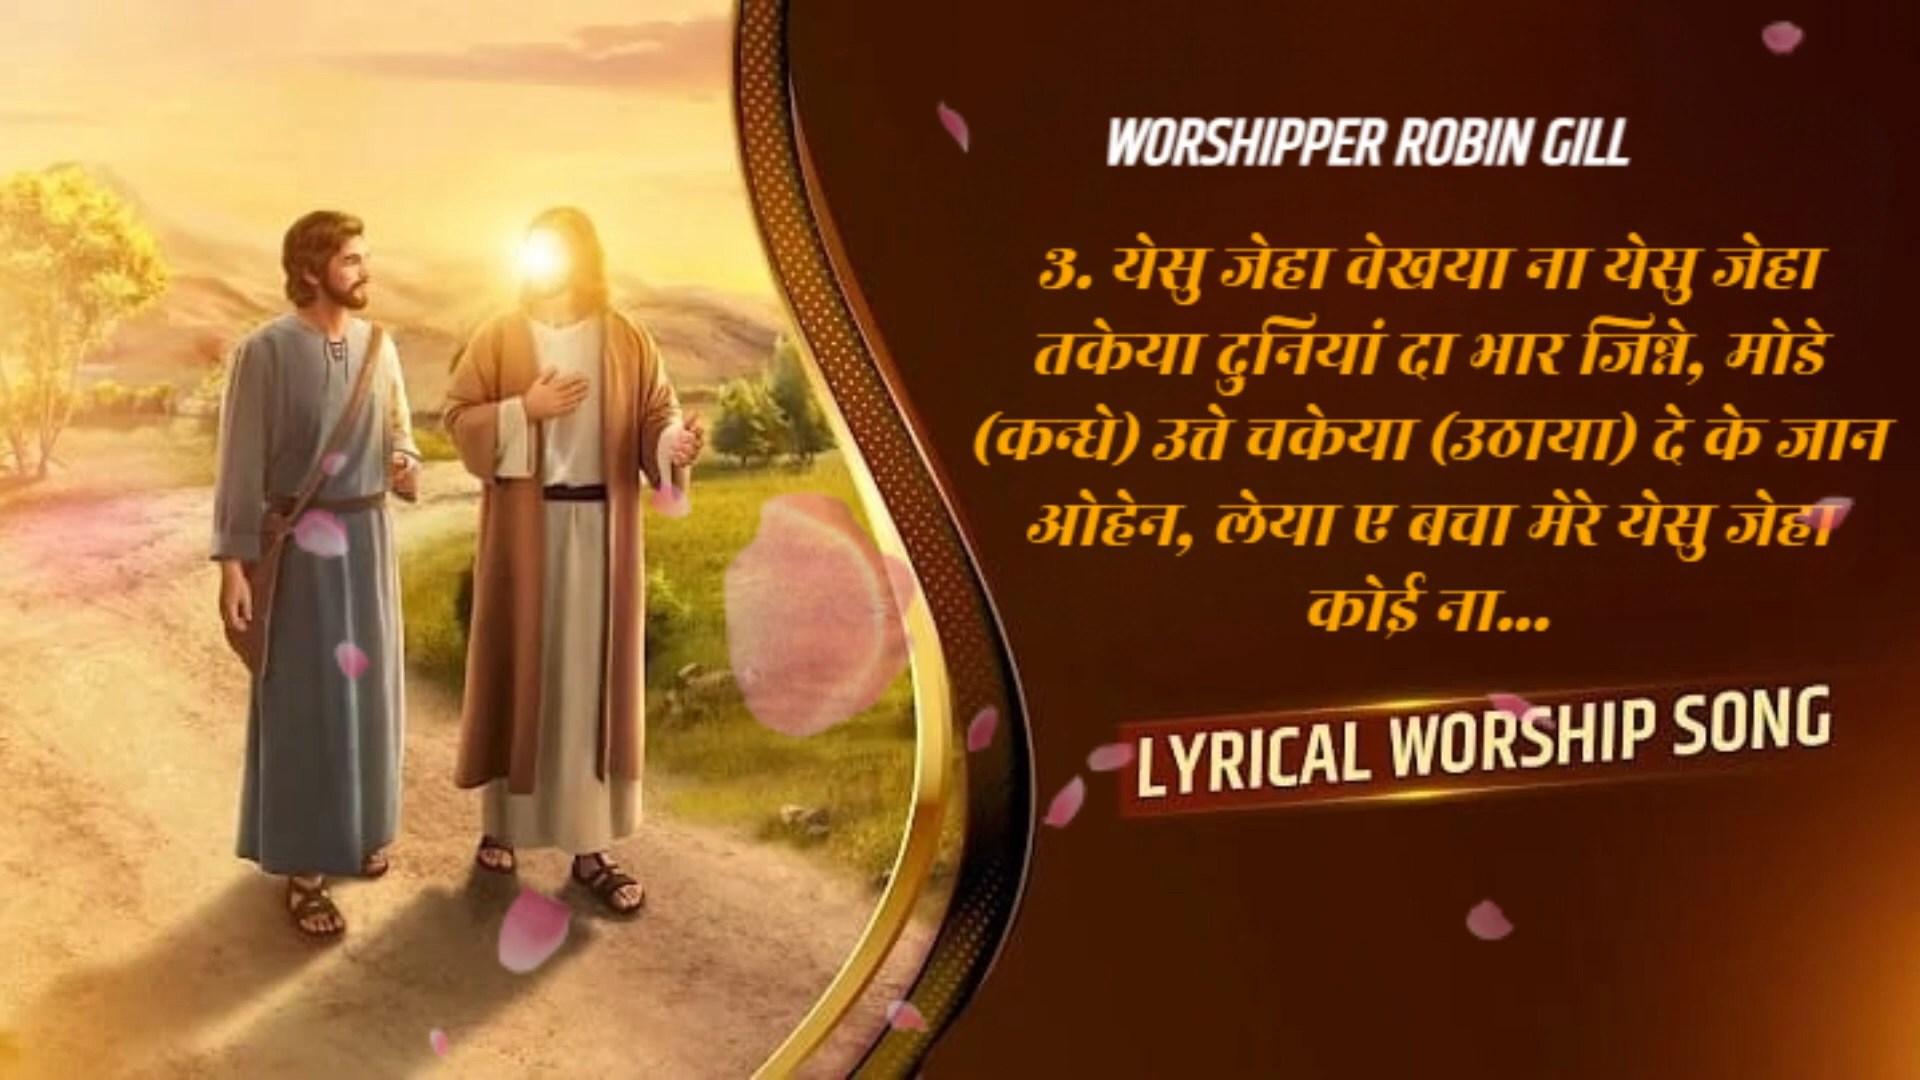 WORSHIPPER ROBIN GILL
3. येसु जेहा वेखया ना येसु जेहा
तकेया दुनियां दा भार जिन्ने, मोडे
(कन्धे) उत्ते चकेया (उठाया) दे के जान
ओहेन, लेया ए बचा मेरे येसु जेहा
कोई ना...
LYRICAL WORSHIP SONG